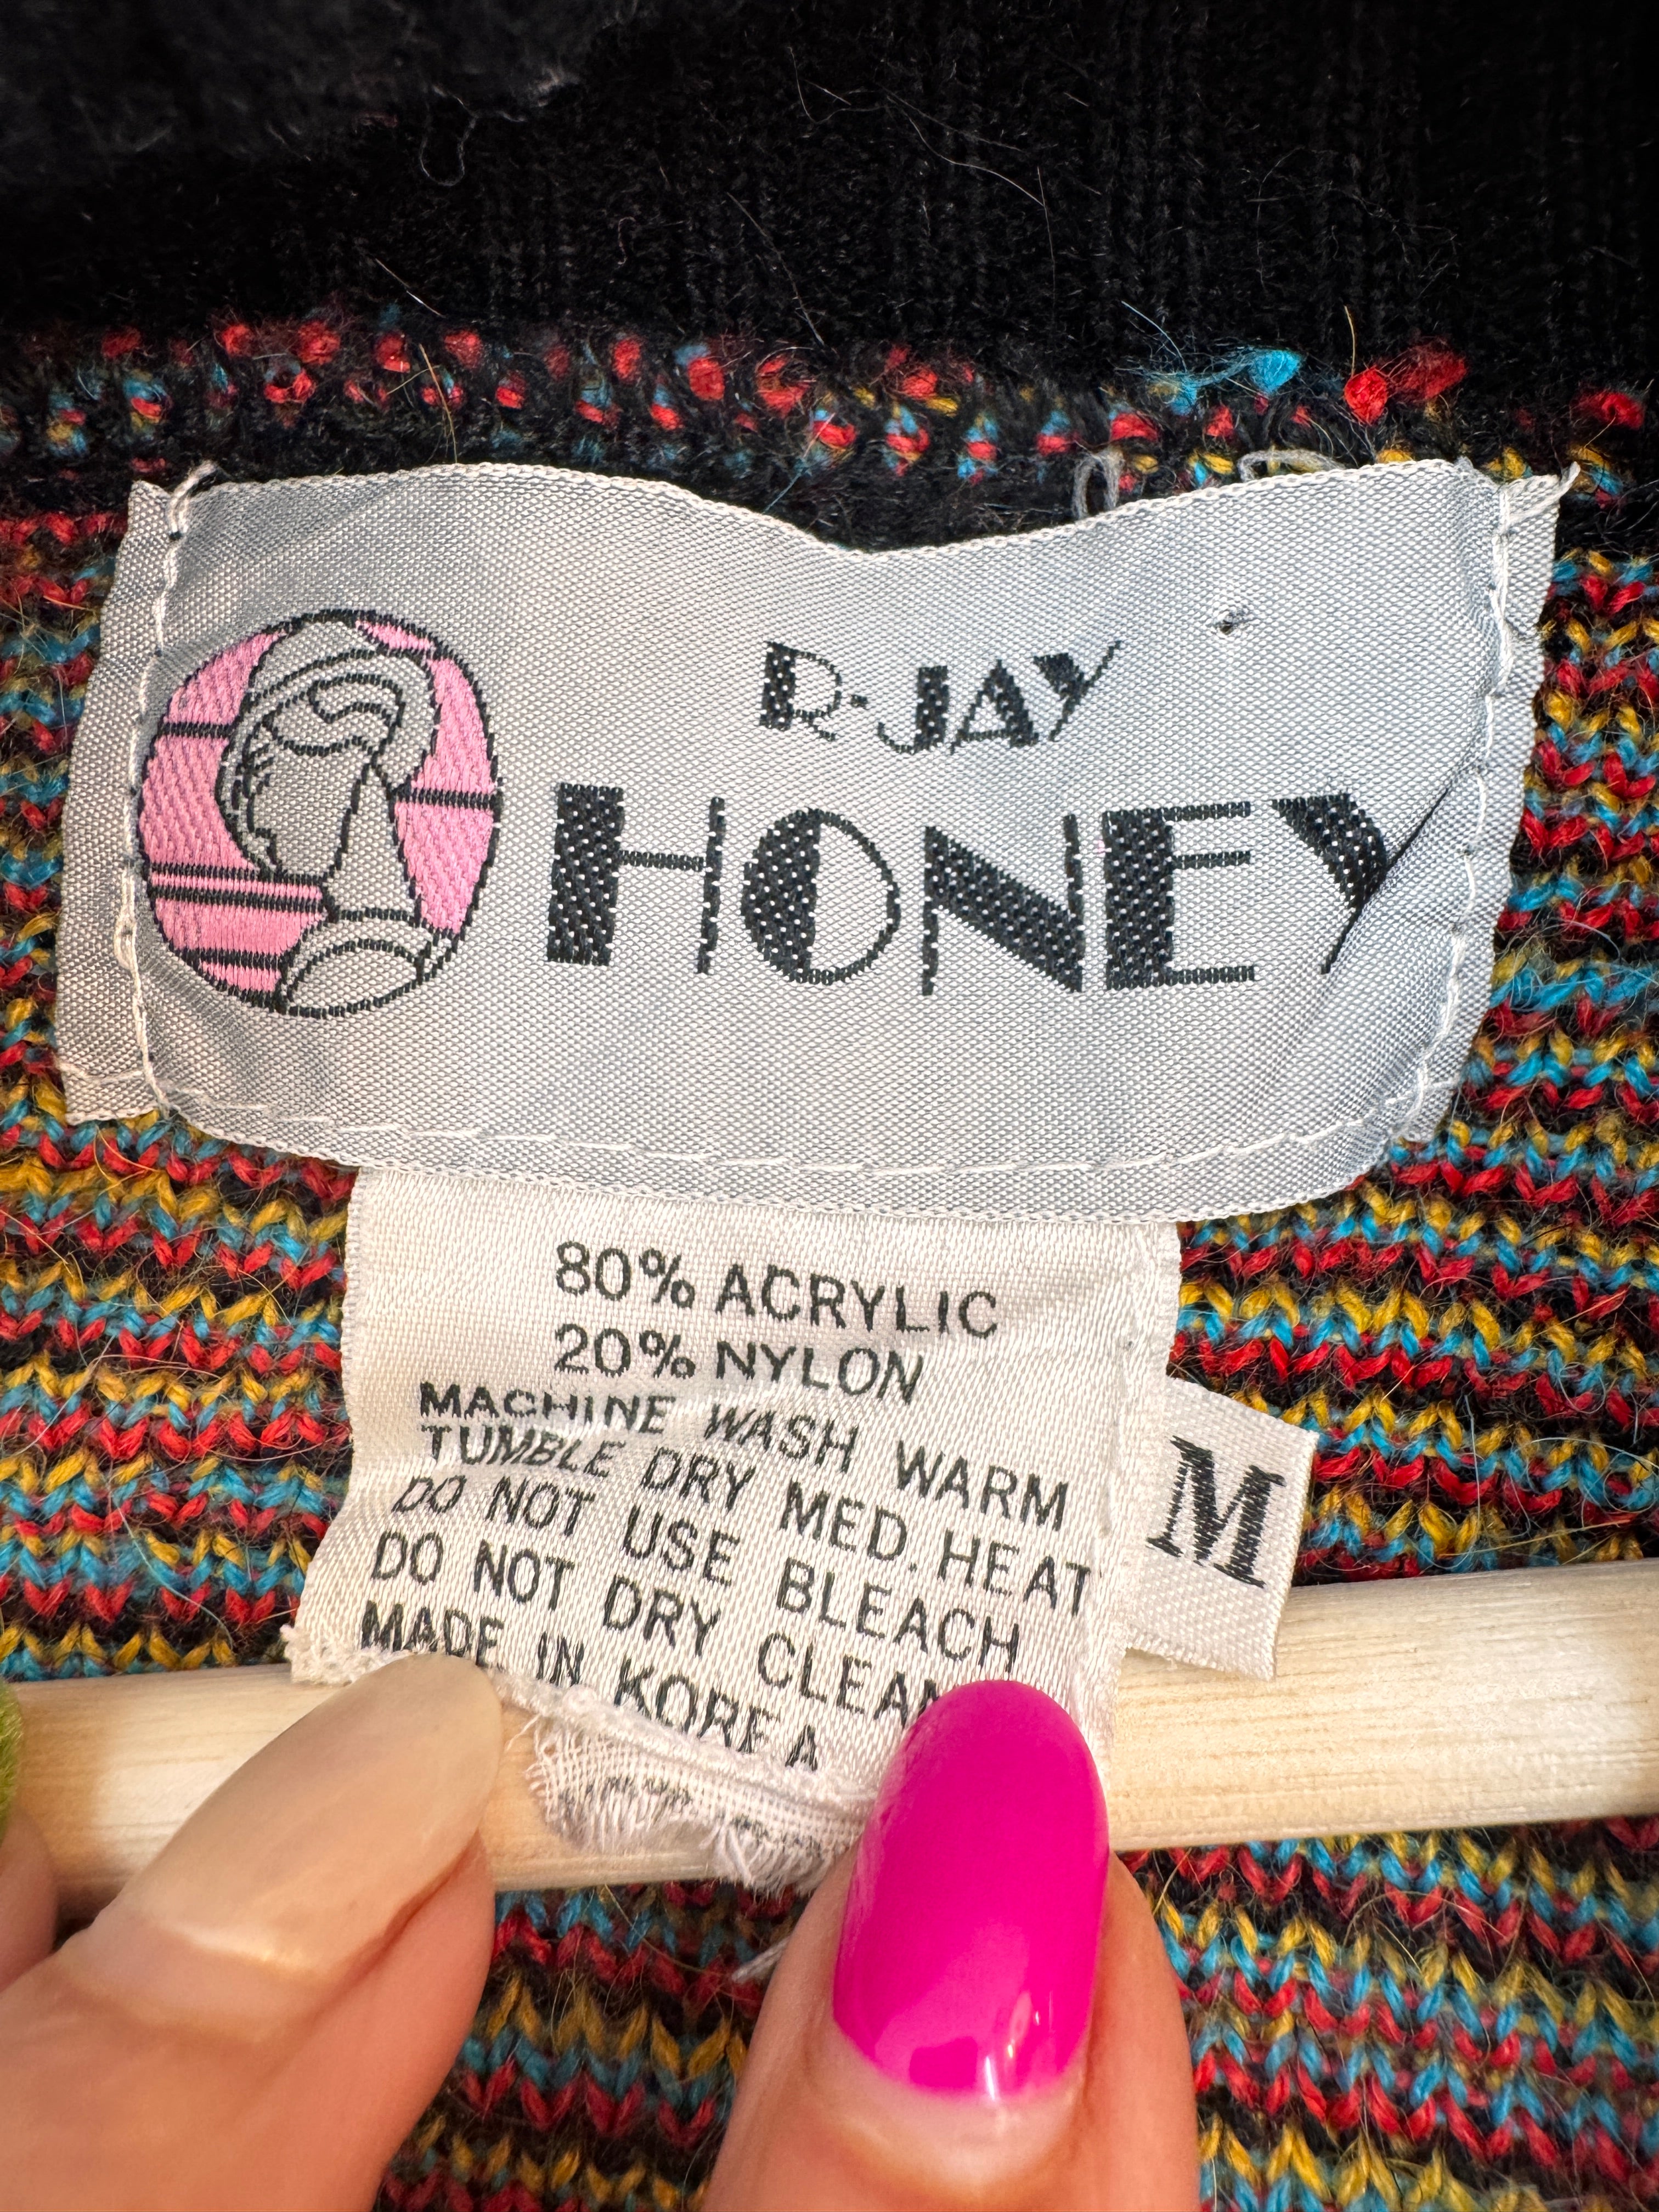 R·JAY
HONEY
80% ACRYLIC
20% NYLON
MACHINE WASH WARM
TUMBLE DRY MED. HEAT
DO NOT USE BLEACH
DO NOT DRY CLEAN
MADE IN KOREA
M